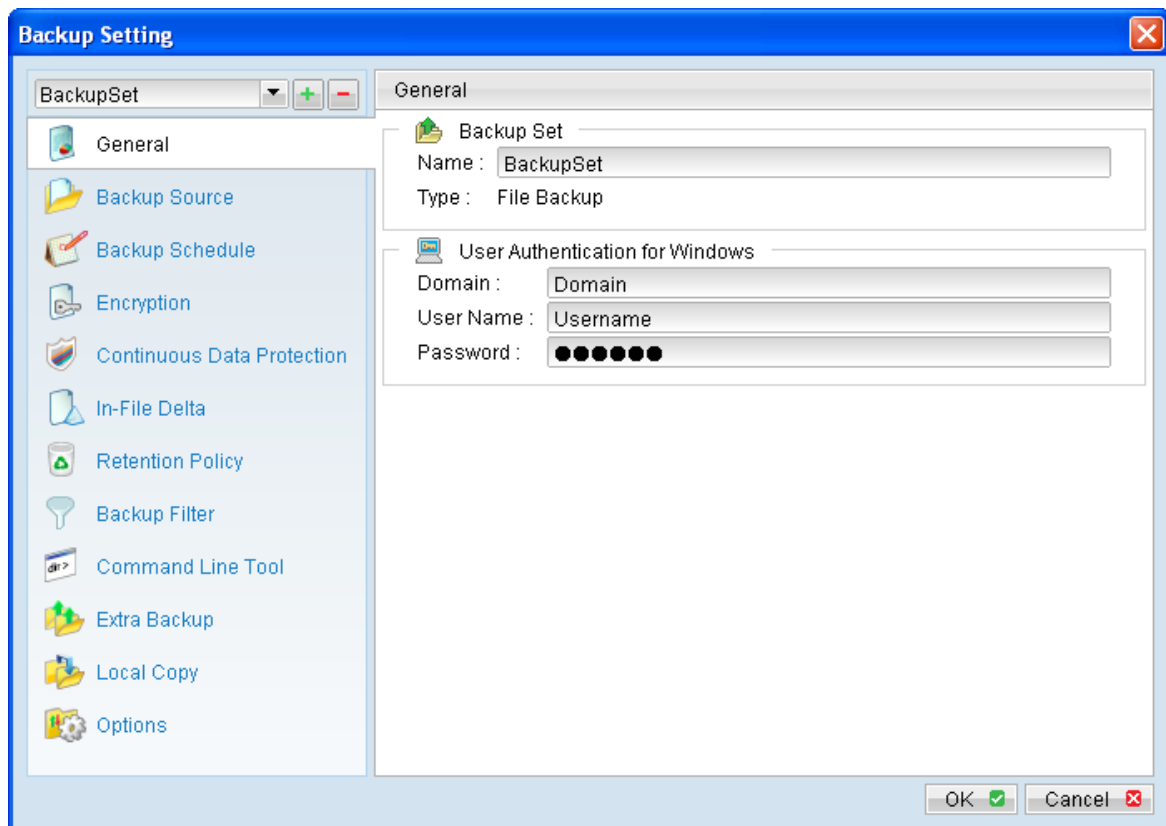 Backup Setting
BackupSet
General
Backup Source
Backup Schedule
Encryption
Continuous Data Protection
In-File Delta
Retention Policy
Backup Filter
dir>
Command Line Tool
Extra Backup
Local Copy
Options
General
Backup Set
Name : BackupSet
Type : File Backup
User Authentication for Windows
Domain : Domain
User Name : Username
Password : ●●●●●●
OK
Cancel